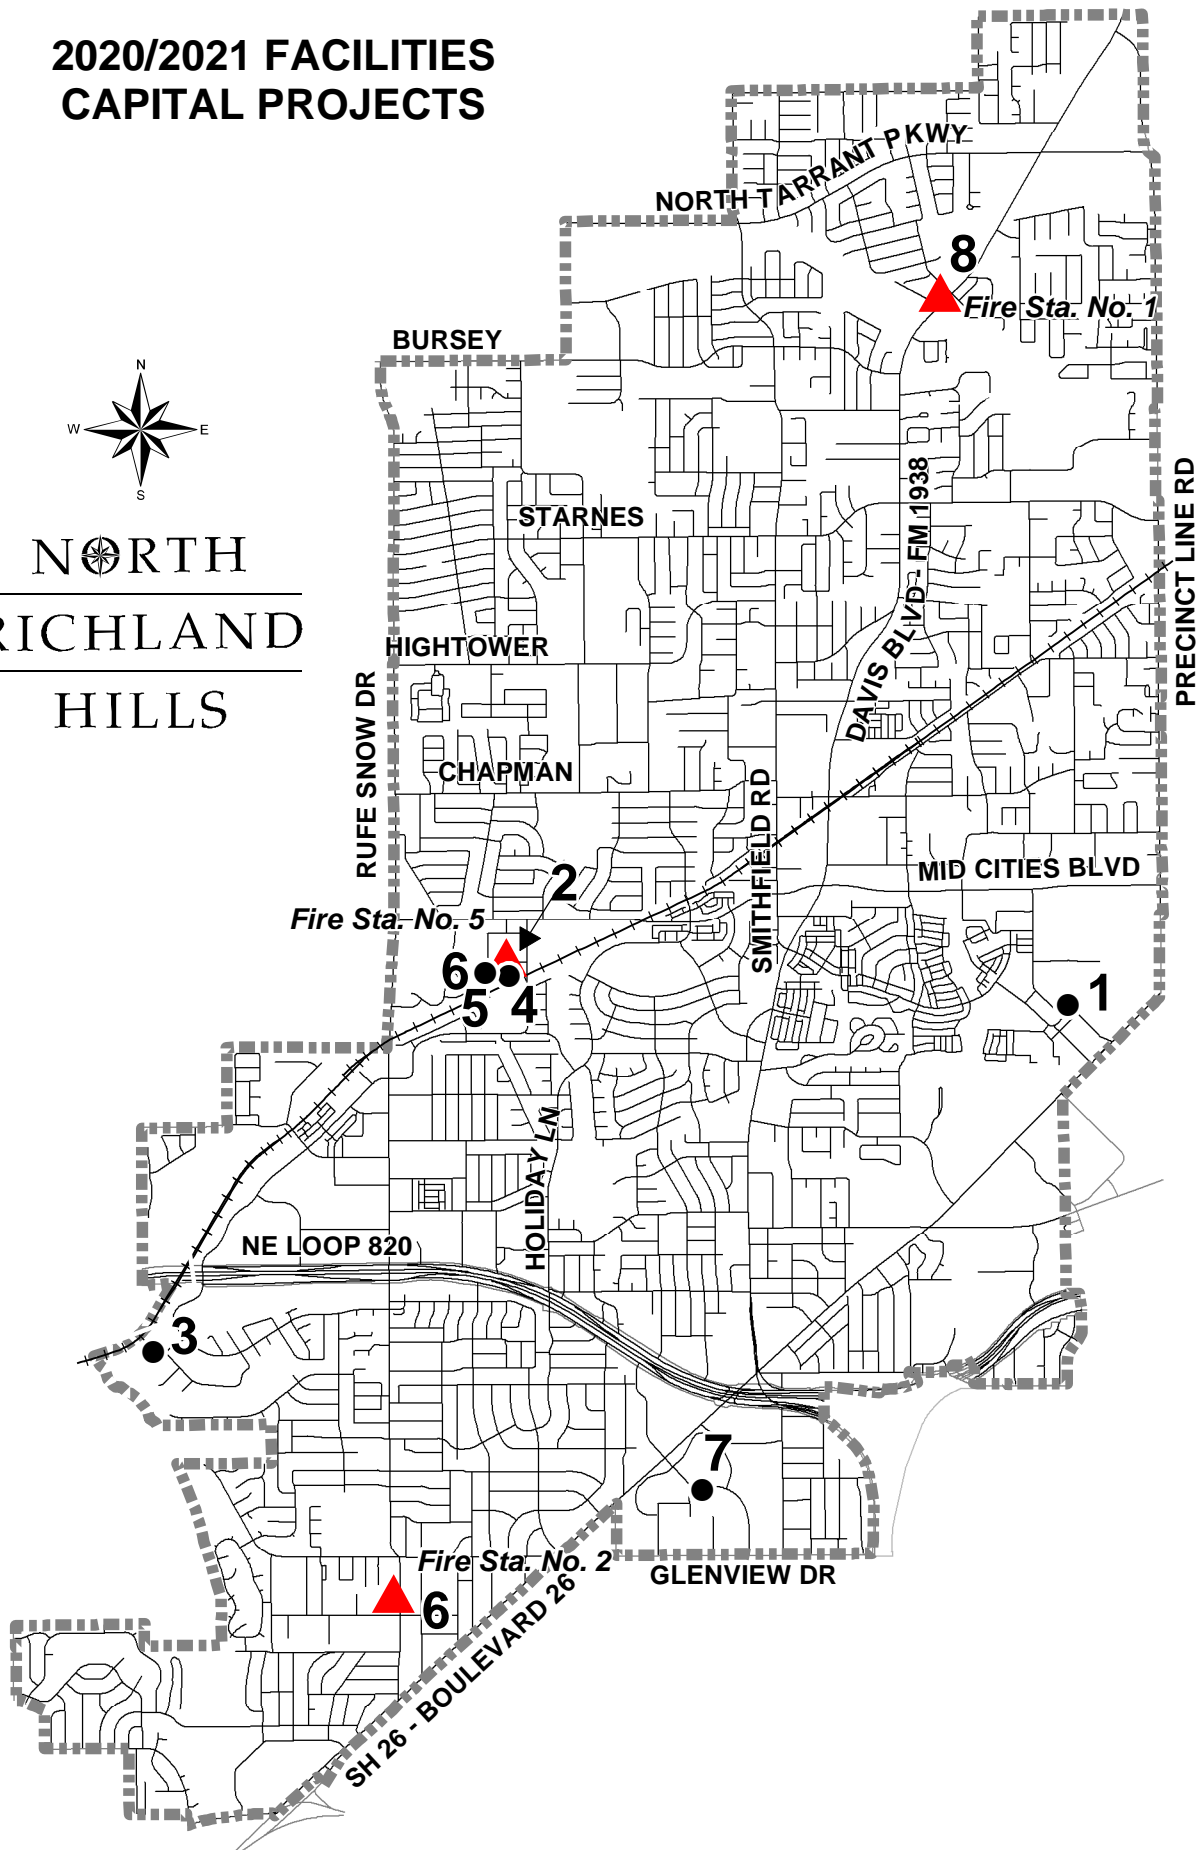 2020/2021 FACILITIES
CAPITAL PROJECTS
NORTH TARRANT PKWY
8
Fire Sta. No. 1
BURSEY
N
W
E
S
STARNES
DAVIS BLVD - FM 1938
PRECINCT LINE RD
NORTH
RICHLAND
HILLS
HIGHTOWER
RUFE SNOW DR
CHAPMAN
SMITHFIELD RD
MID CITIES BLVD
2
Fire Sta. No. 5
6
5
4
1
HOLIDAY LN
NE LOOP 820
3
7
Fire Sta. No. 2
6
GLENVIEW DR
SH 26 - BOULEVARD 26